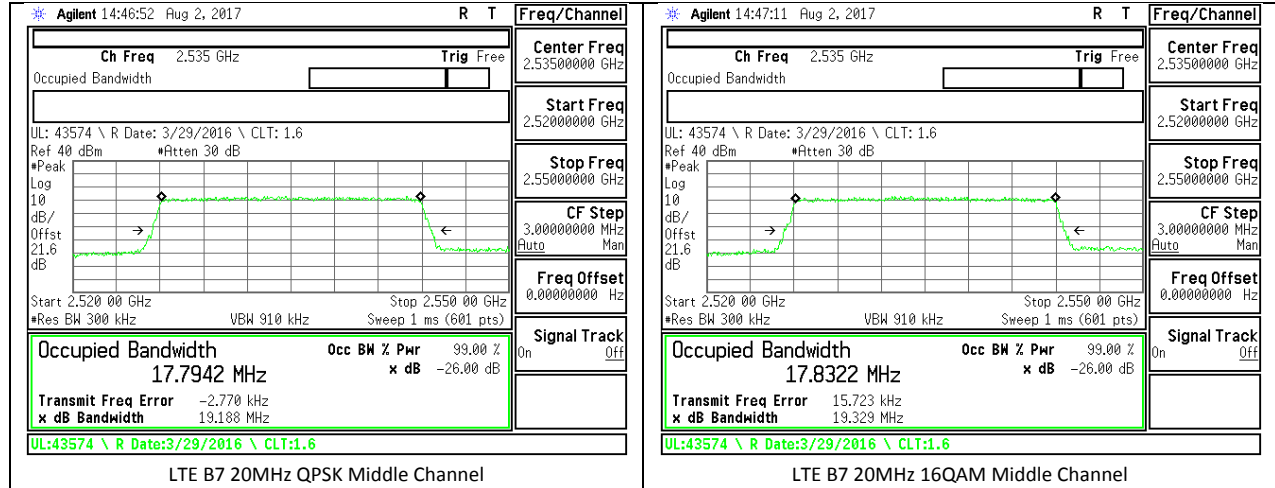 Agilent 14:46:52 Aug 2, 2017 R T
Freq/Channel
Ch Freq 2.535 GHz Trig Free
Occupied Bandwidth
Center Freq
2.53500000 GHz
Start Freq
2.52000000 GHz
UL: 43574 \ R Date: 3/29/2016 \ CLT: 1.6
Ref 40 dBm #Atten 30 dB
#Peak
Log
10
dB/
Offst
21.6
dB
Stop Freq
2.55000000 GHz
CF Step
3.00000000 MHz
Auto Man
Freq Offset
0.00000000 Hz
Start 2.520 00 GHz Stop 2.550 00 GHz
#Res BW 300 kHz VBW 910 kHz Sweep 1 ms (601 pts)
Signal Track
On Off
Occupied Bandwidth Occ BW % Pwr 99.00 %
17.7942 MHz x dB -26.00 dB
Transmit Freq Error -2.770 kHz
x dB Bandwidth 19.188 MHz
UL:43574 \ R Date:3/29/2016 \ CLT:1.6
LTE B7 20MHz QPSK Middle Channel
Agilent 14:47:11 Aug 2, 2017 R T
Freq/Channel
Ch Freq 2.535 GHz Trig Free
Occupied Bandwidth
Center Freq
2.53500000 GHz
Start Freq
2.52000000 GHz
UL: 43574 \ R Date: 3/29/2016 \ CLT: 1.6
Ref 40 dBm #Atten 30 dB
#Peak
Log
10
dB/
Offst
21.6
dB
Stop Freq
2.55000000 GHz
CF Step
3.00000000 MHz
Auto Man
Freq Offset
0.00000000 Hz
Start 2.520 00 GHz Stop 2.550 00 GHz
#Res BW 300 kHz VBW 910 kHz Sweep 1 ms (601 pts)
Signal Track
On Off
Occupied Bandwidth Occ BW % Pwr 99.00 %
17.8322 MHz x dB -26.00 dB
Transmit Freq Error 15.723 kHz
x dB Bandwidth 19.329 MHz
UL:43574 \ R Date:3/29/2016 \ CLT:1.6
LTE B7 20MHz 16QAM Middle Channel